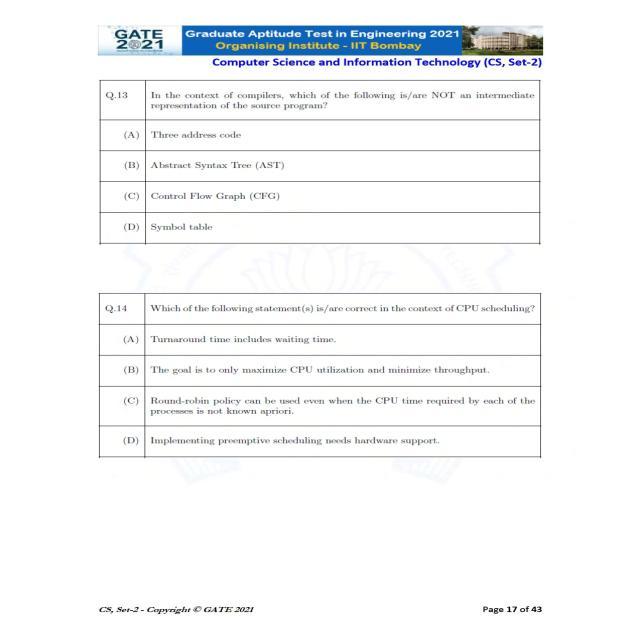 GATE
2021
Graduate Aptitude Test in Engineering 2021
Organising Institute - IIT Bombay
Computer Science and Information Technology (CS, Set-2)
Q.13 In the context of compilers, which of the following is/are NOT an intermediate
representation of the source program?
(A) Three address code
(B) Abstract Syntax Tree (AST)
(C) Control Flow Graph (CFG)
(D) Symbol table
Q.14 Which of the following statement(s) is/are correct in the context of CPU scheduling?
(A) Turnaround time includes waiting time.
(B) The goal is to only maximize CPU utilization and minimize throughput.
(C) Round-robin policy can be used even when the CPU time required by each of the
processes is not known apriori.
(D) Implementing preemptive scheduling needs hardware support.
CS, Set-2 - Copyright © GATE 2021
Page 17 of 43